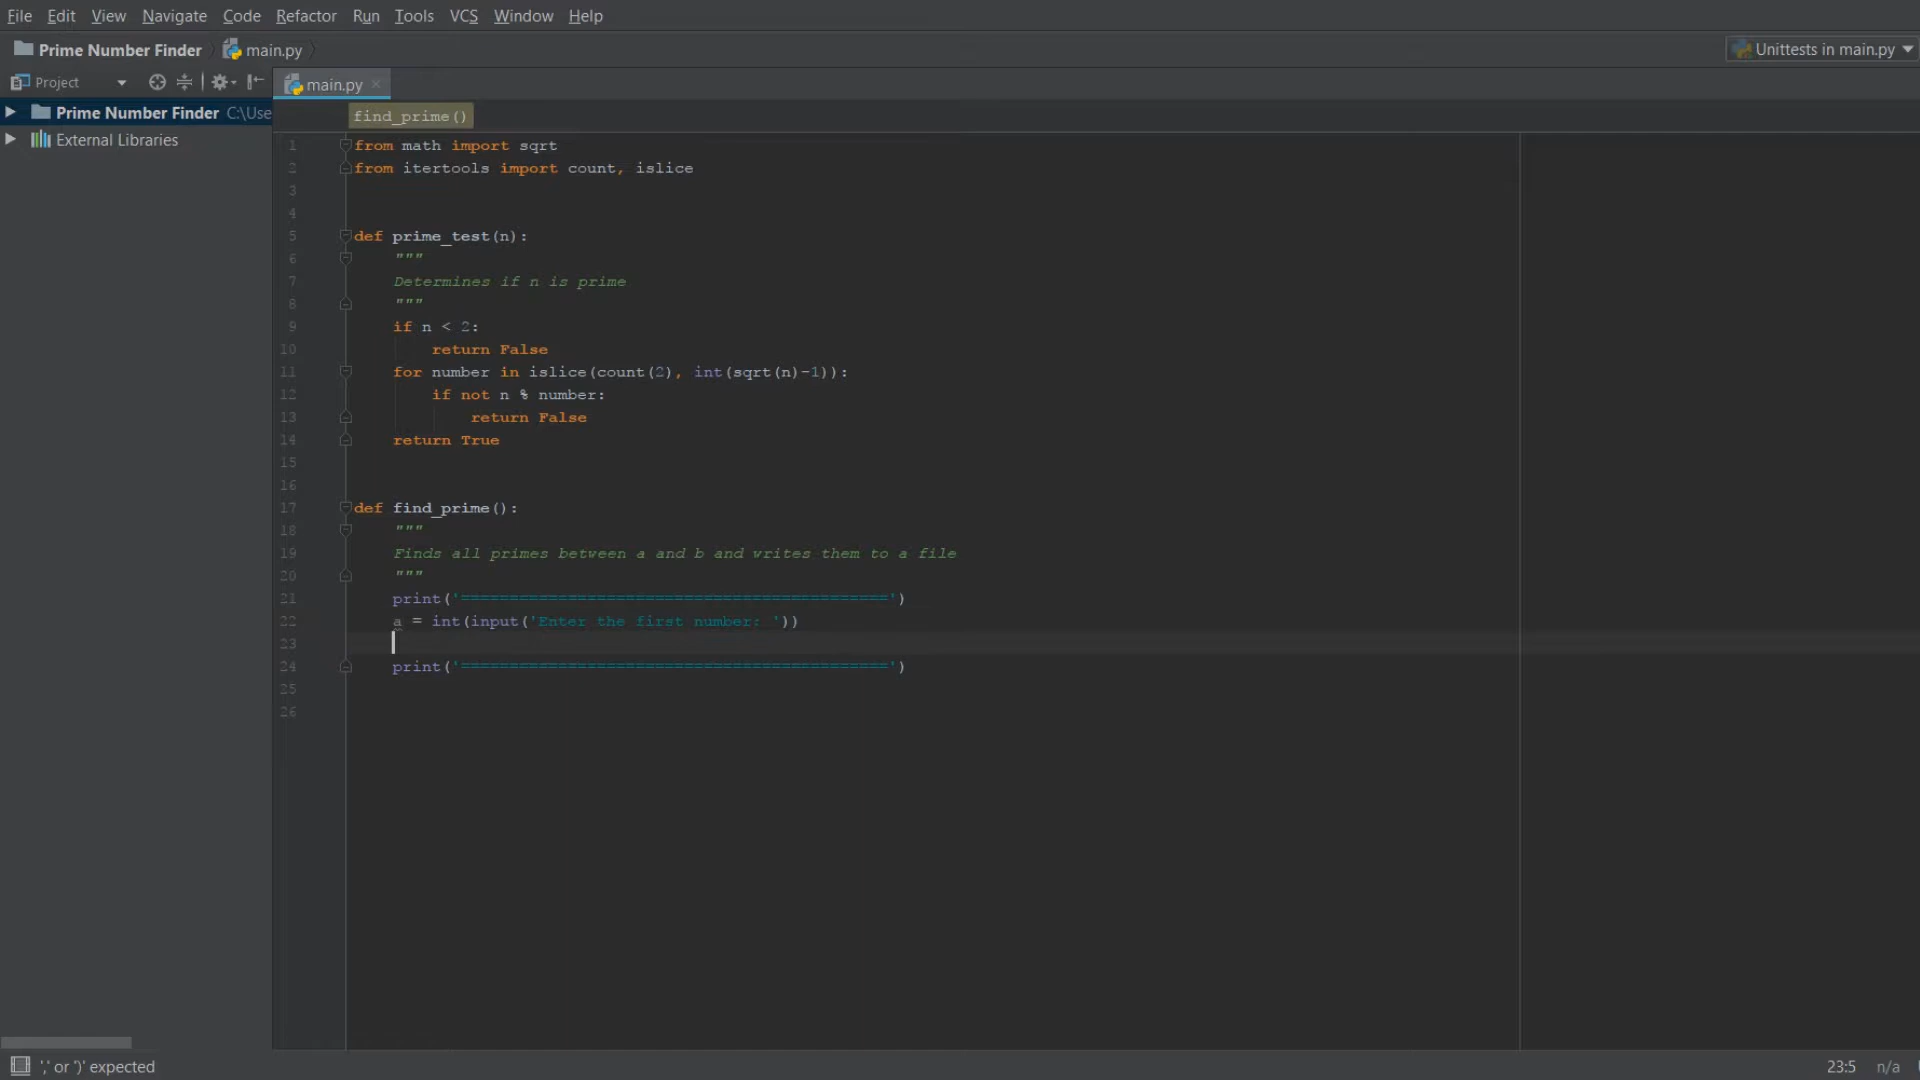 File Edit View Navigate Code Refactor Run Tools VCS Window Help
Prime Number Finder main.py Unittests in main.py
Project main.py
Prime Number Finder C:\Use
find_prime()
External Libraries
1 from math import sqrt
2 from itertools import count, islice
3
4
5 def prime_test(n):
6 """
7 Determines if n is prime
8 """
9 if n < 2:
10 return False
11 for number in islice(count(2), int(sqrt(n)-1)):
12 if not n % number:
13 return False
14 return True
15
16
17 def find_prime():
18 """
19 Finds all primes between a and b and writes them to a file
20 """
21 print('============================================')
22 a = int(input('Enter the first number: '))
23
24 print('============================================')
25
26
',' or ')' expected 23:5 n/a